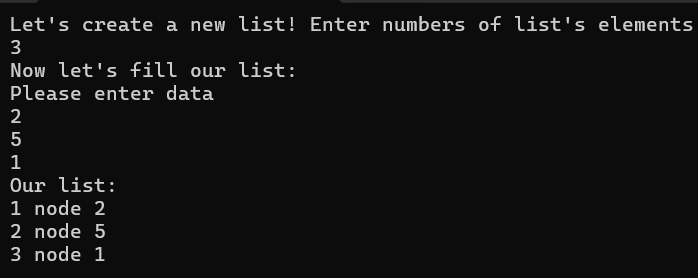 Let's create a new list! Enter numbers of list's elements
3
Now let's fill our list:
Please enter data
2
5
1
Our list:
1 node 2
2 node 5
3 node 1